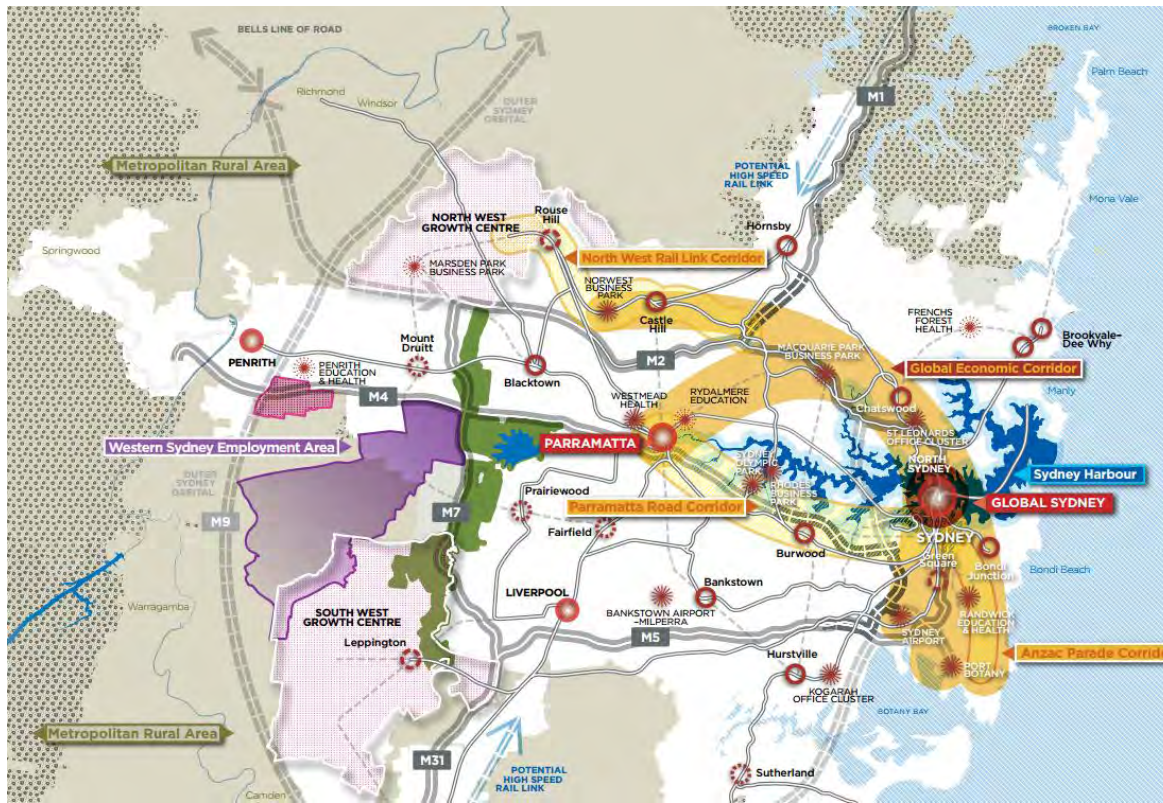 BELLS LINE OF ROAD
BROKEN BAY
Palm Beach
Richmond
Windsor
OUTER
SYDNEY
ORBITAL
M1
Metropolitan Rural Area
POTENTIAL
HIGH SPEED
RAIL LINK
Mona Vale
NORTH WEST
GROWTH CENTRE
Rouse
Hill
Hornsby
Springwood
MARSDEN PARK
BUSINESS PARK
North West Rail Link Corridor
NORWEST
BUSINESS
PARK
Castle
Hill
FRENCHS
FOREST
HEALTH
Brookvale–
Dee Why
PENRITH
Mount
Druitt
PENRITH
EDUCATION
& HEALTH
M2
MACQUARIE PARK
BUSINESS PARK
Global Economic Corridor
Blacktown
Manly
M4
WESTMEAD
HEALTH
RYDALMERE
EDUCATION
Chatswood
ST LEONARDS
OFFICE CLUSTER
Western Sydney Employment Area
PARRAMATTA
SYDNEY
OLYMPIC
PARK
NORTH
SYDNEY
Sydney Harbour
OUTER
SYDNEY
ORBITAL
RHODES
BUSINESS
PARK
GLOBAL SYDNEY
Prairiewood
Parramatta Road Corridor
M9
M7
Fairfield
Burwood
SYDNEY
Green
Square
Bondi
Junction
Bondi Beach
Warragamba
SOUTH WEST
GROWTH CENTRE
LIVERPOOL
Bankstown
BANKSTOWN AIRPORT
–MILPERRA
RANDWICK
EDUCATION
& HEALTH
Leppington
M5
SYDNEY
AIRPORT
Hurstville
PORT
BOTANY
Anzac Parade Corrido
KOGARAH
OFFICE CLUSTER
BOTANY BAY
Metropolitan Rural Area
M31
POTENTIAL
HIGH SPEED
RAIL LINK
Sutherland
Camden